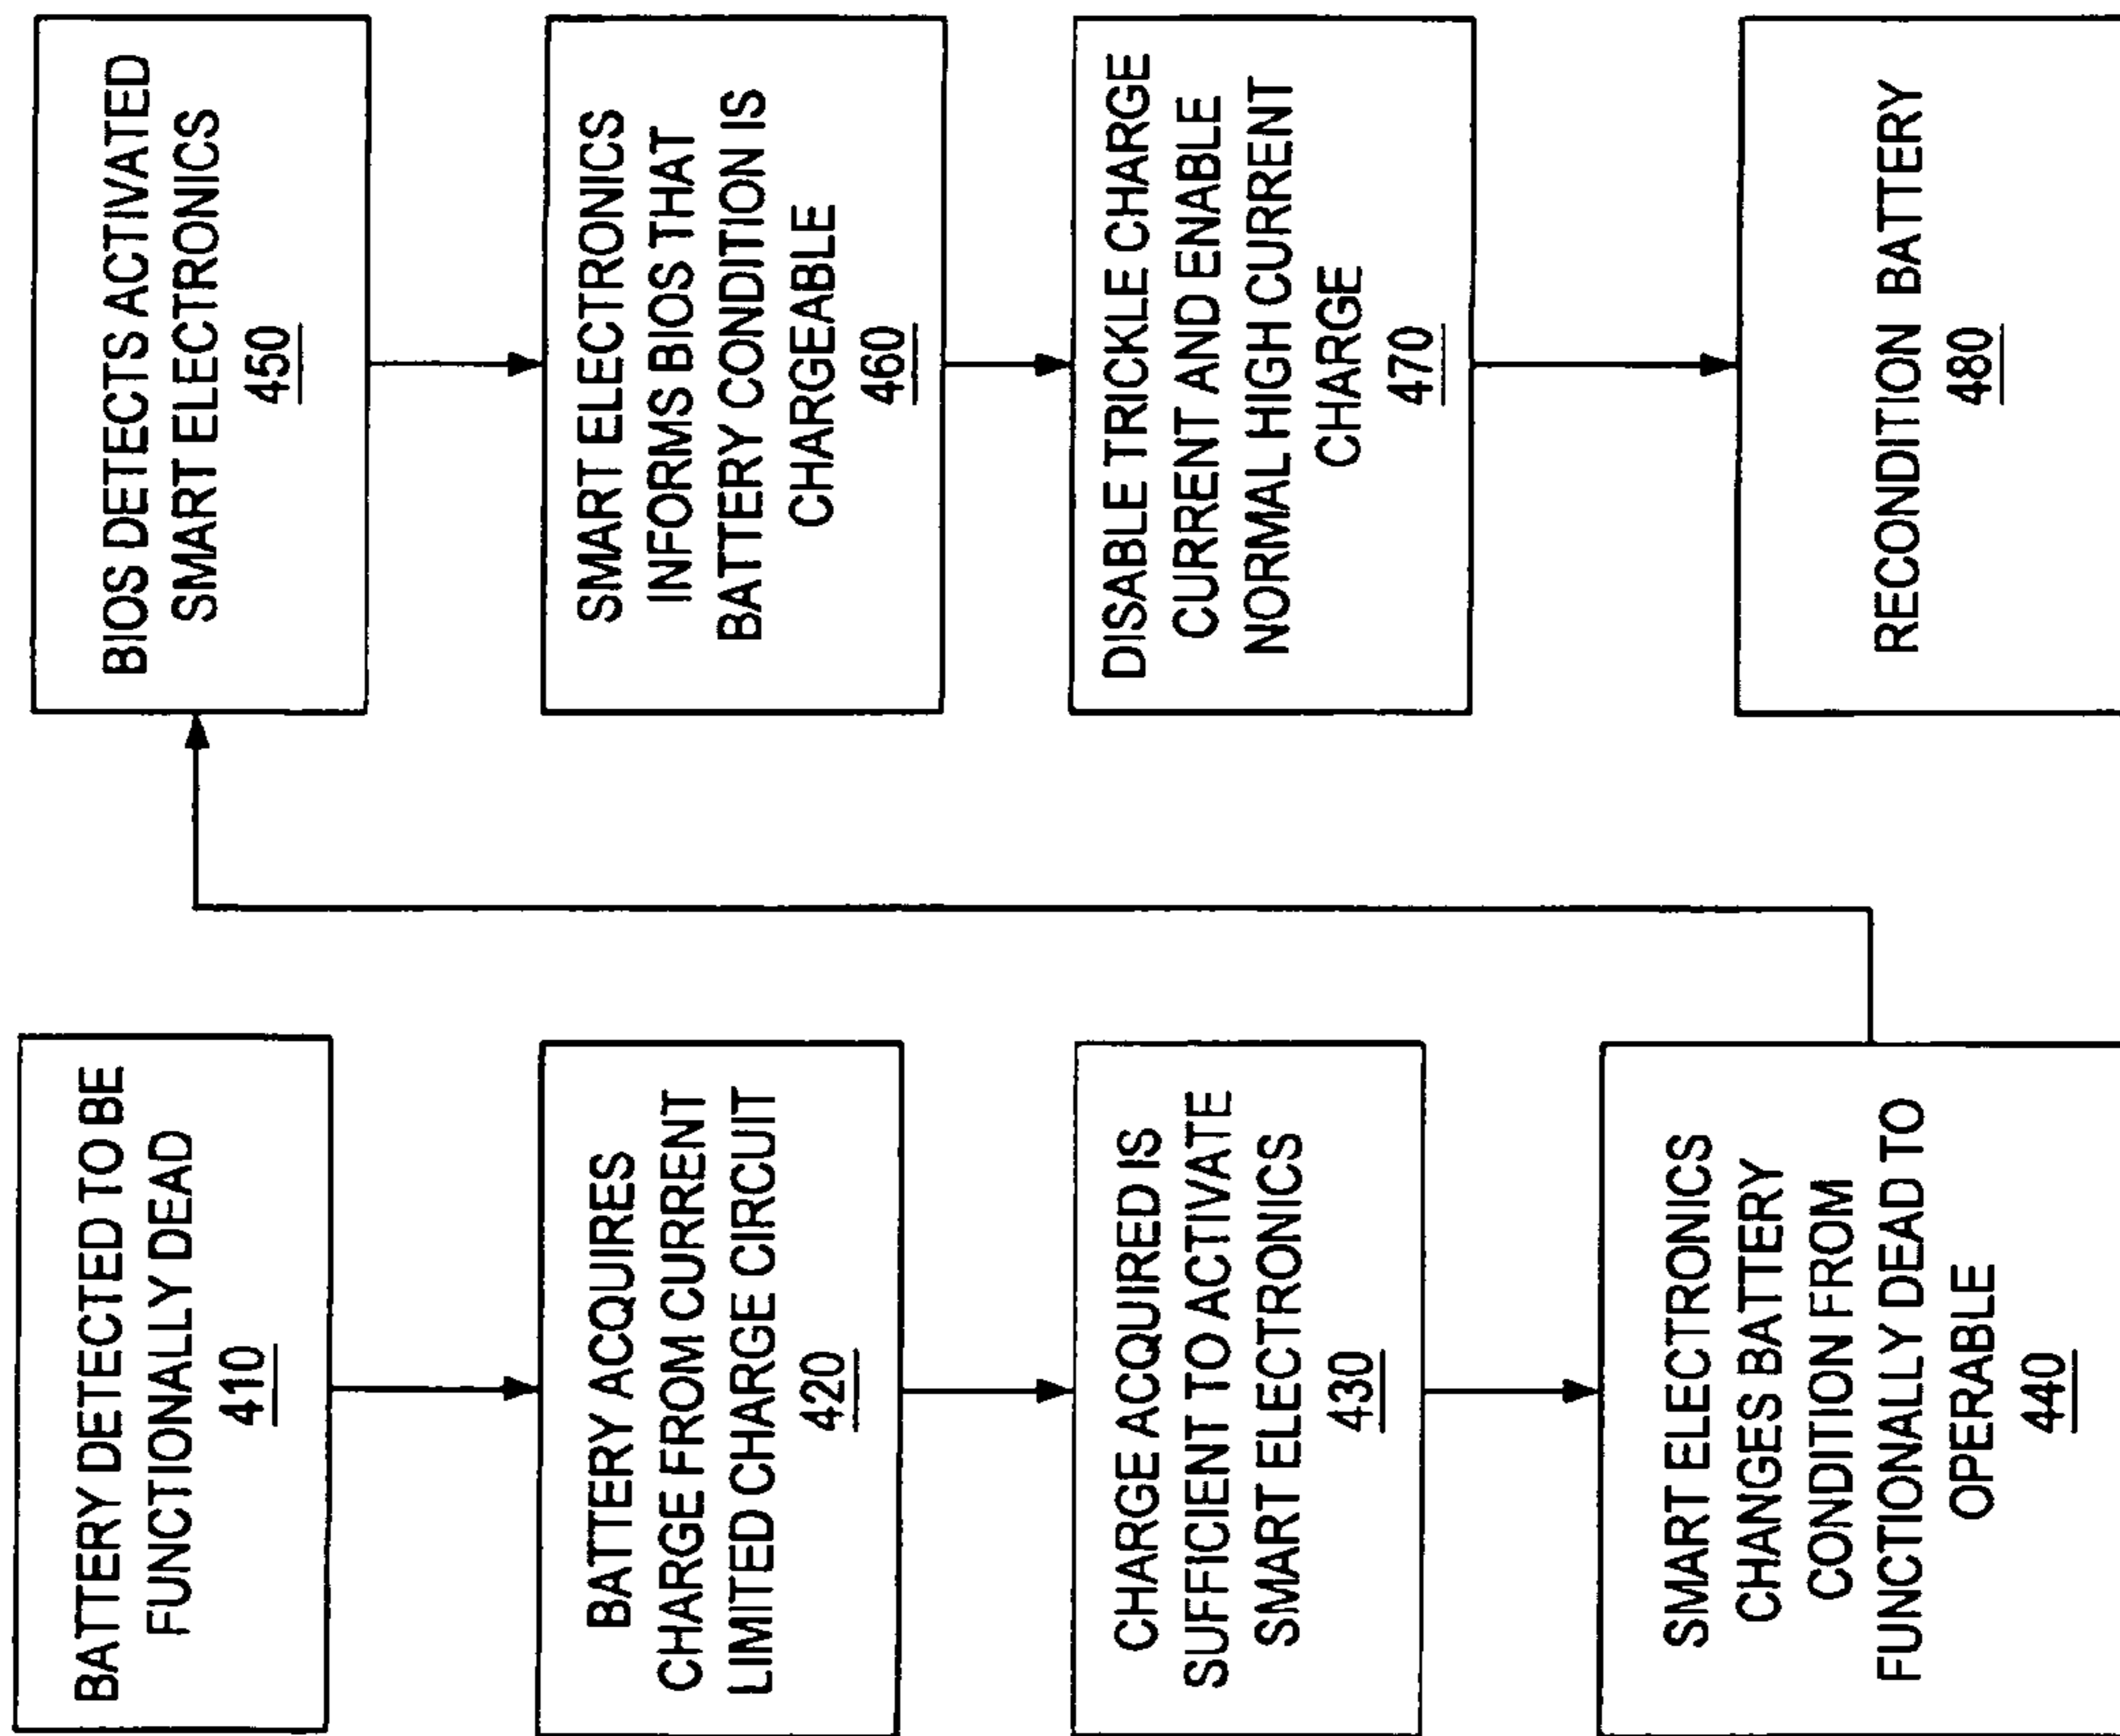 BATTERY DETECTED TO BE
FUNCTIONALLY DEAD
410
BATTERY ACQUIRES
CHARGE FROM CURRENT
LIMITED CHARGE CIRCUIT
420
CHARGE ACQUIRED IS
SUFFICIENT TO ACTIVATE
SMART ELECTRONICS
430
SMART ELECTRONICS
CHANGES BATTERY
CONDITION FROM
FUNCTIONALLY DEAD TO
OPERABLE
440
BIOS DETECTS ACTIVATED
SMART ELECTRONICS
450
SMART ELECTRONICS
INFORMS BIOS THAT
BATTERY CONDITION IS
CHARGEABLE
460
DISABLE TRICKLE CHARGE
CURRENT AND ENABLE
NORMAL HIGH CURRENT
CHARGE
470
RECONDITION BATTERY
480